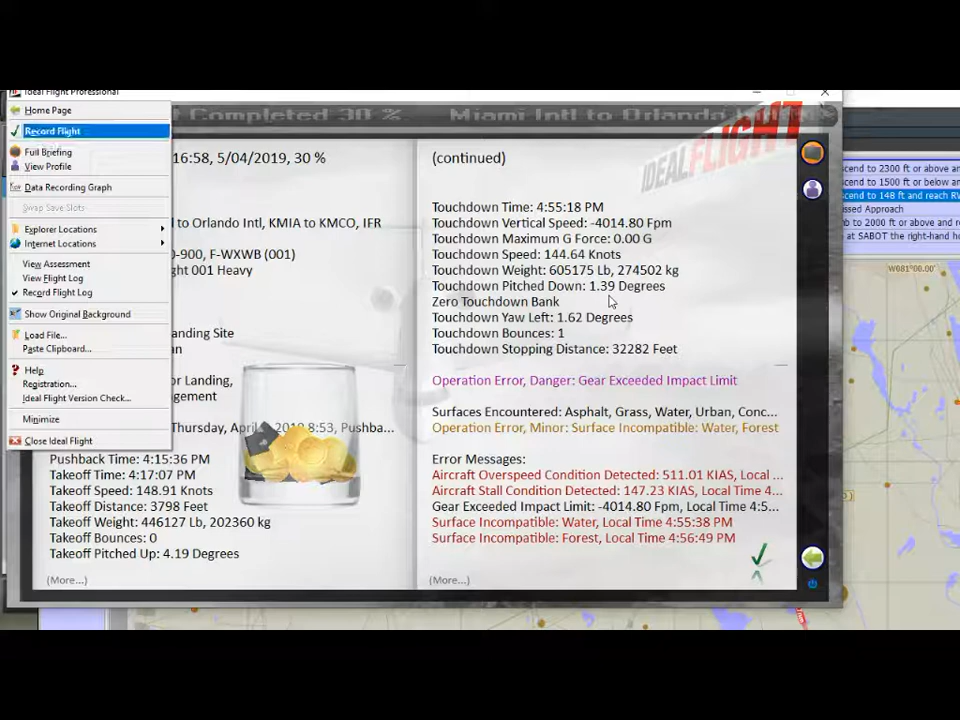 Ideal Flight Professional
Home Page
Record Flight
Full Briefing
View Profile
Data Recording Graph
Swap Save Slots
Explorer Locations
Internet Locations
View Assessment
View Flight Log
Record Flight Log
Show Original Background
Load File...
Paste Clipboard...
Help
Registration...
Ideal Flight Version Check...
Minimize
Close Ideal Flight
Completed 30 % Miami Intl to Orlando Intl
IDEALFLIGHT
16:58, 5/04/2019, 30 %
to Orlando Intl, KMIA to KMCO, IFR
-900, F-WXWB (001)
ght 001 Heavy
anding Site
an
or Landing,
gement
Thursday, April 8:53, Pushba...
Pushback Time: 4:15:36 PM
Takeoff Time: 4:17:07 PM
Takeoff Speed: 148.91 Knots
Takeoff Distance: 3798 Feet
Takeoff Weight: 446127 Lb, 202360 kg
Takeoff Bounces: 0
Takeoff Pitched Up: 4.19 Degrees
(More...)
(continued)
Touchdown Time: 4:55:18 PM
Touchdown Vertical Speed: -4014.80 Fpm
Touchdown Maximum G Force: 0.00 G
Touchdown Speed: 144.64 Knots
Touchdown Weight: 605175 Lb, 274502 kg
Touchdown Pitched Down: 1.39 Degrees
Zero Touchdown Bank
Touchdown Yaw Left: 1.62 Degrees
Touchdown Bounces: 1
Touchdown Stopping Distance: 32282 Feet
Operation Error, Danger: Gear Exceeded Impact Limit
Surfaces Encountered: Asphalt, Grass, Water, Urban, Conc...
Operation Error, Minor: Surface Incompatible: Water, Forest
Error Messages:
Aircraft Overspeed Condition Detected: 511.01 KIAS, Local ...
Aircraft Stall Condition Detected: 147.23 KIAS, Local Time 4...
Gear Exceeded Impact Limit: -4014.80 Fpm, Local Time 4:5...
Surface Incompatible: Water, Local Time 4:55:38 PM
Surface Incompatible: Forest, Local Time 4:56:49 PM
(More...)
scend to 2300 ft or above an
scend to 1500 ft or below an
scend to 148 ft and reach RV
ssed Approach
mb to 2000 ft or above and
e at SABOT the right-hand h
W081°00.00'